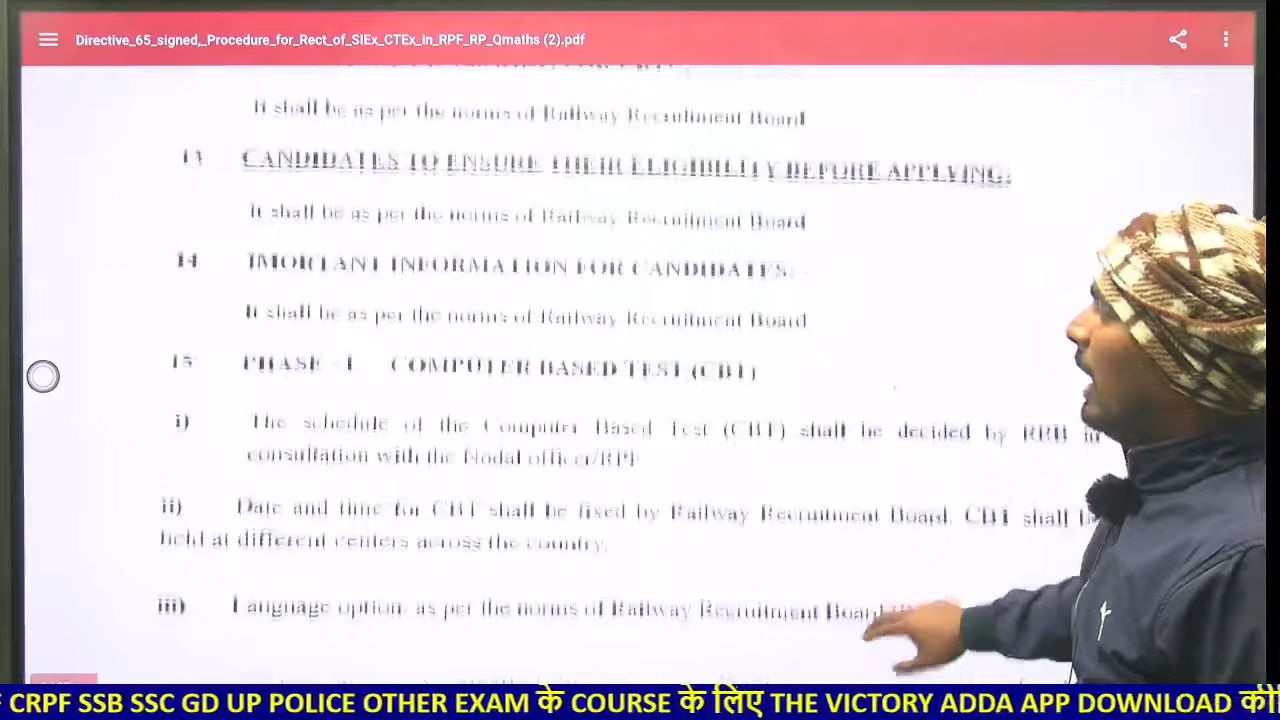 Directive_65_signed,_Procedure_for_Rect_of_SIEx_CTEx_in_RPF_RP_Qmaths (2).pdf
It shall be as per the norms of Railway Recruitment Board
13 CANDIDATES TO ENSURE THEIR ELIGIBILITY BEFORE APPLYING:
It shall be as per the norms of Railway Recruitment Board
14 IMORTANT INFORMATION FOR CANDIDATES: -
It shall be as per the norms of Railway Recruitment Board
15 PHASE - I COMPUTER BASED TEST (CBT)
i) The schedule of the Computer Based Test (CBT) shall be decided by RRB in
consultation with the Nodal officer/RPF
ii) Date and time for CBT shall be fixed by Railway Recruitment Board. CBT shall
held at different centers across the country.
iii) Language option, as per the norms of Railway Recruitment Board
CRPF SSB SSC GD UP POLICE OTHER EXAM के COURSE के लिए THE VICTORY ADDA APP DOWNLOAD